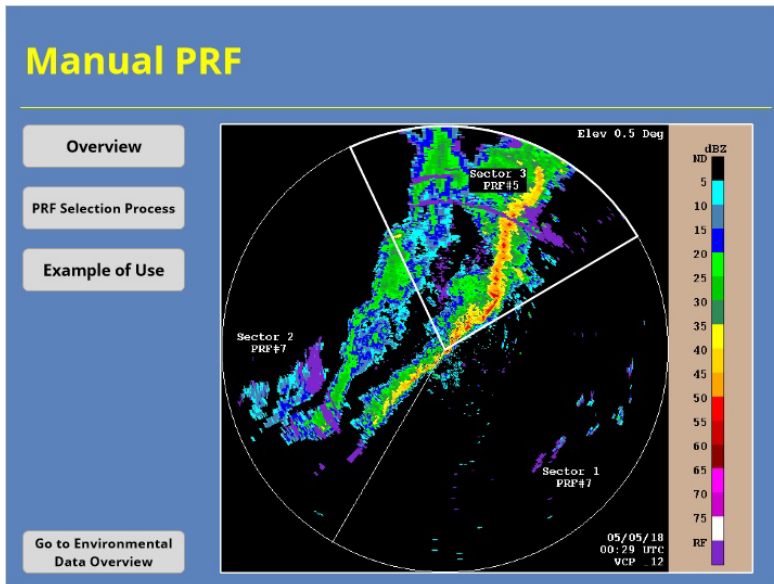 Manual PRF
Overview
PRF Selection Process
Example of Use
Go to Environmental
Data Overview
Elev 0.5 Deg
Sector 3
PRF#5
Sector 2
PRF#7
Sector 1
PRF#7
05/05/18
00:29 UTC
VCP 12
dBZ
ND
5
10
15
20
25
30
35
40
45
50
55
60
65
70
75
RF